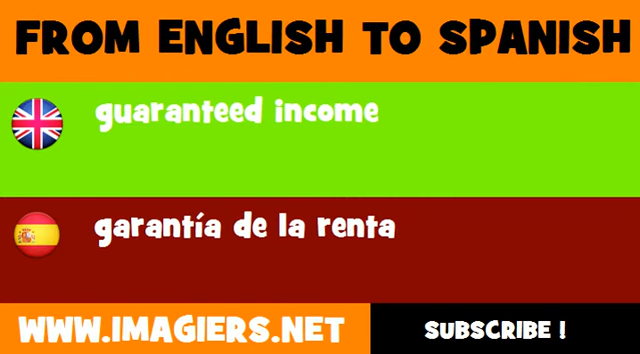 FROM ENGLISH TO SPANISH
guaranteed income
garantía de la renta
WWW.IMAGIERS.NET
SUBSCRIBE !